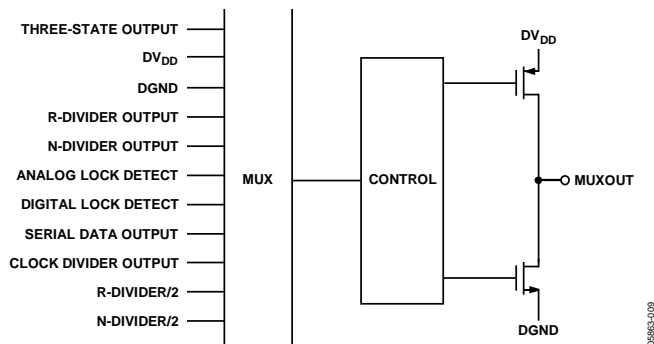 THREE-STATE OUTPUT
DVDD
DGND
R-DIVIDER OUTPUT
N-DIVIDER OUTPUT
ANALOG LOCK DETECT
DIGITAL LOCK DETECT
SERIAL DATA OUTPUT
CLOCK DIVIDER OUTPUT
R-DIVIDER/2
N-DIVIDER/2
MUX
CONTROL
DVDD
MUXOUT
DGND
05863-009